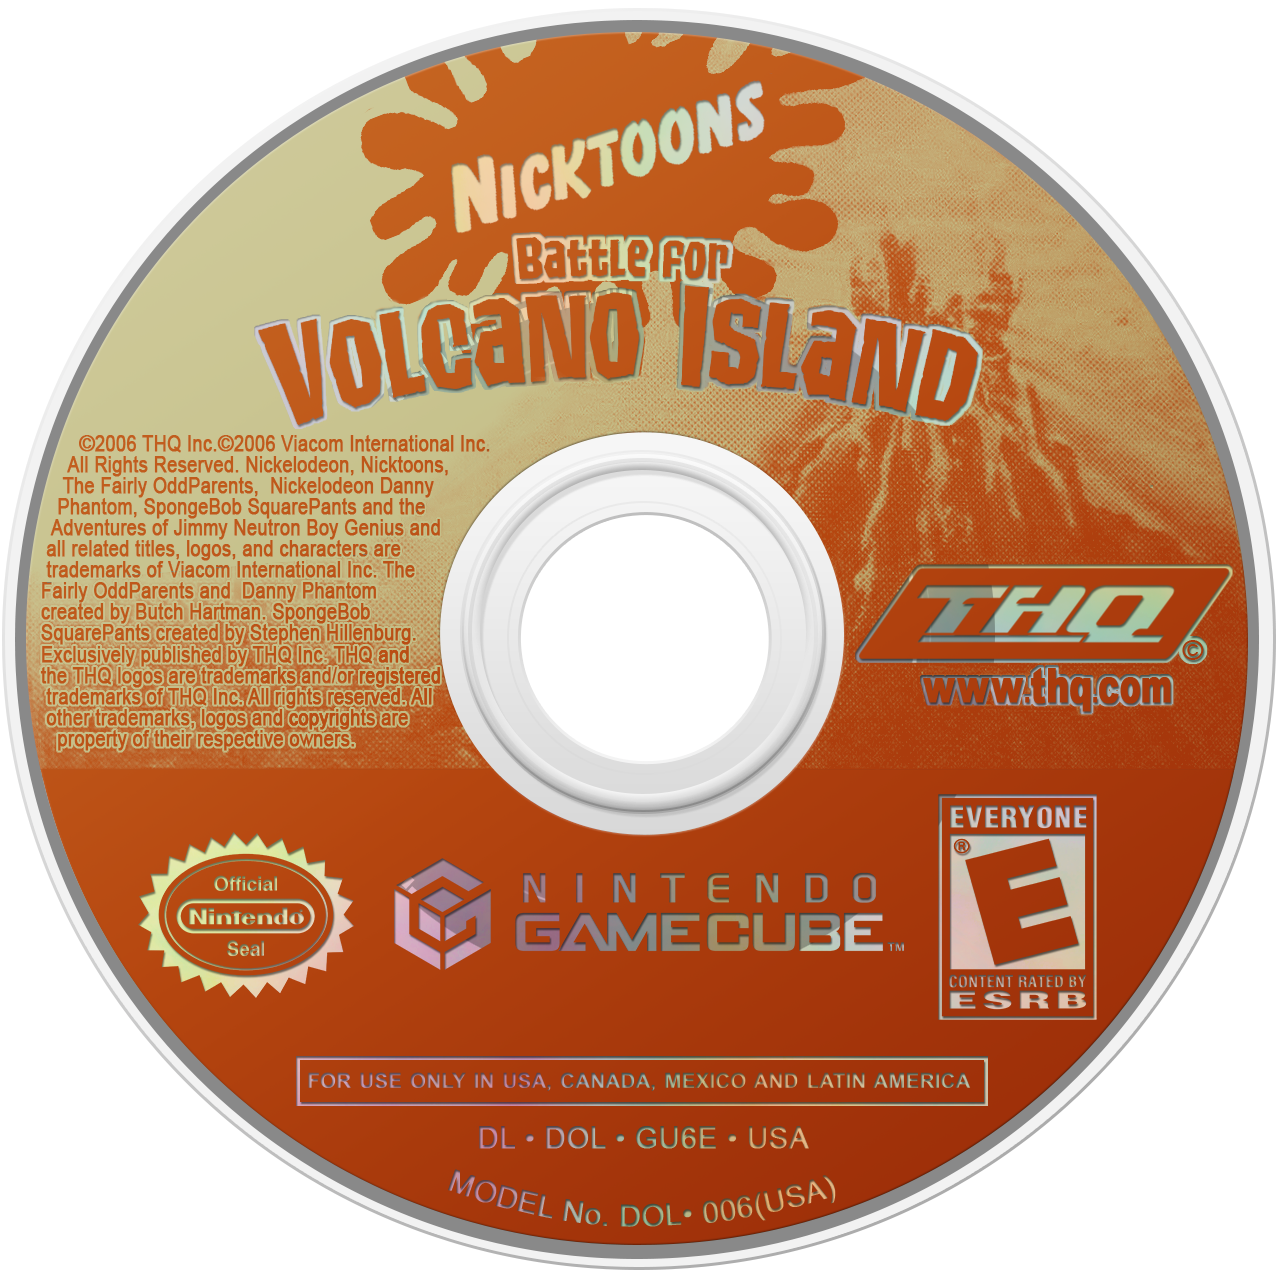 NICKTOONS
BATTLE FOR
VOLCANO ISLAND
©2006 THQ Inc.©2006 Viacom International Inc.
All Rights Reserved. Nickelodeon, Nicktoons,
The Fairly OddParents, Nickelodeon Danny
Phantom, SpongeBob SquarePants and the
Adventures of Jimmy Neutron Boy Genius and
all related titles, logos, and characters are
trademarks of Viacom International Inc. The
Fairly OddParents and Danny Phantom
created by Butch Hartman. SpongeBob
SquarePants created by Stephen Hillenburg.
Exclusively published by THQ Inc. THQ and
the THQ logos are trademarks and/or registered
trademarks of THQ Inc. All rights reserved. All
other trademarks, logos and copyrights are
property of their respective owners.
THQ ©
www.thq.com
Official
Nintendo
Seal
NINTENDO
GAMECUBE™
EVERYONE
®
E
CONTENT RATED BY
ESRB
FOR USE ONLY IN USA, CANADA, MEXICO AND LATIN AMERICA
DL • DOL • GU6E • USA
MODEL No. DOL• 006(USA)